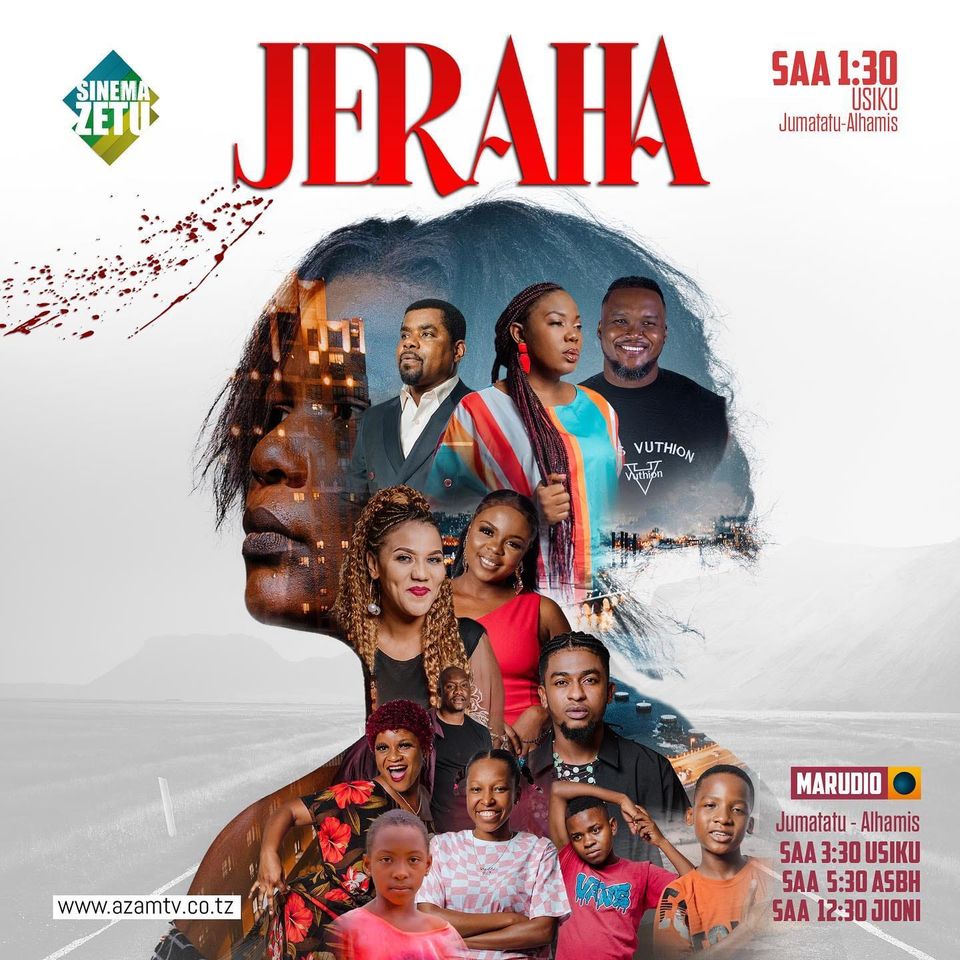 SINEMA
ZETU
JERAHA
SAA 1:30
USIKU
Jumatatu-Alhamis
S VUTHION
Vuthion
VANS
MARUDIO
Jumatatu - Alhamis
SAA 3:30 USIKU
SAA 5:30 ASBH
SAA 12:30 JIONI
www.azamtv.co.tz